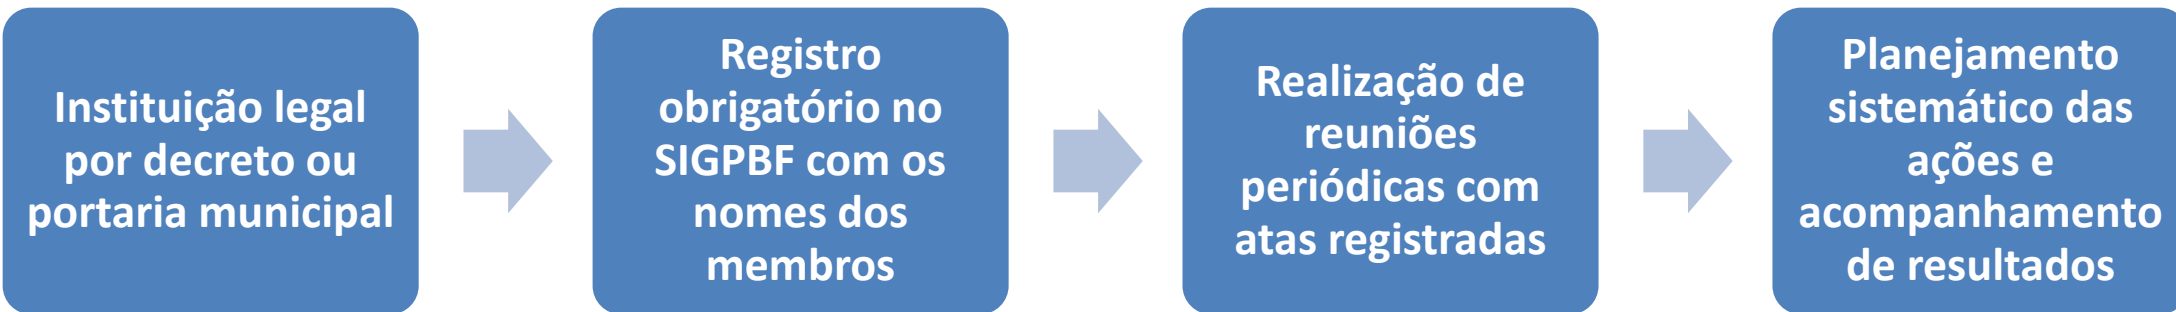 Instituição legal
por decreto ou
portaria municipal
Registro
obrigatório no
SIGPBF com os
nomes dos
membros
Realização de
reuniões
periódicas com
atas registradas
Planejamento
sistemático das
ações e
acompanhamento
de resultados